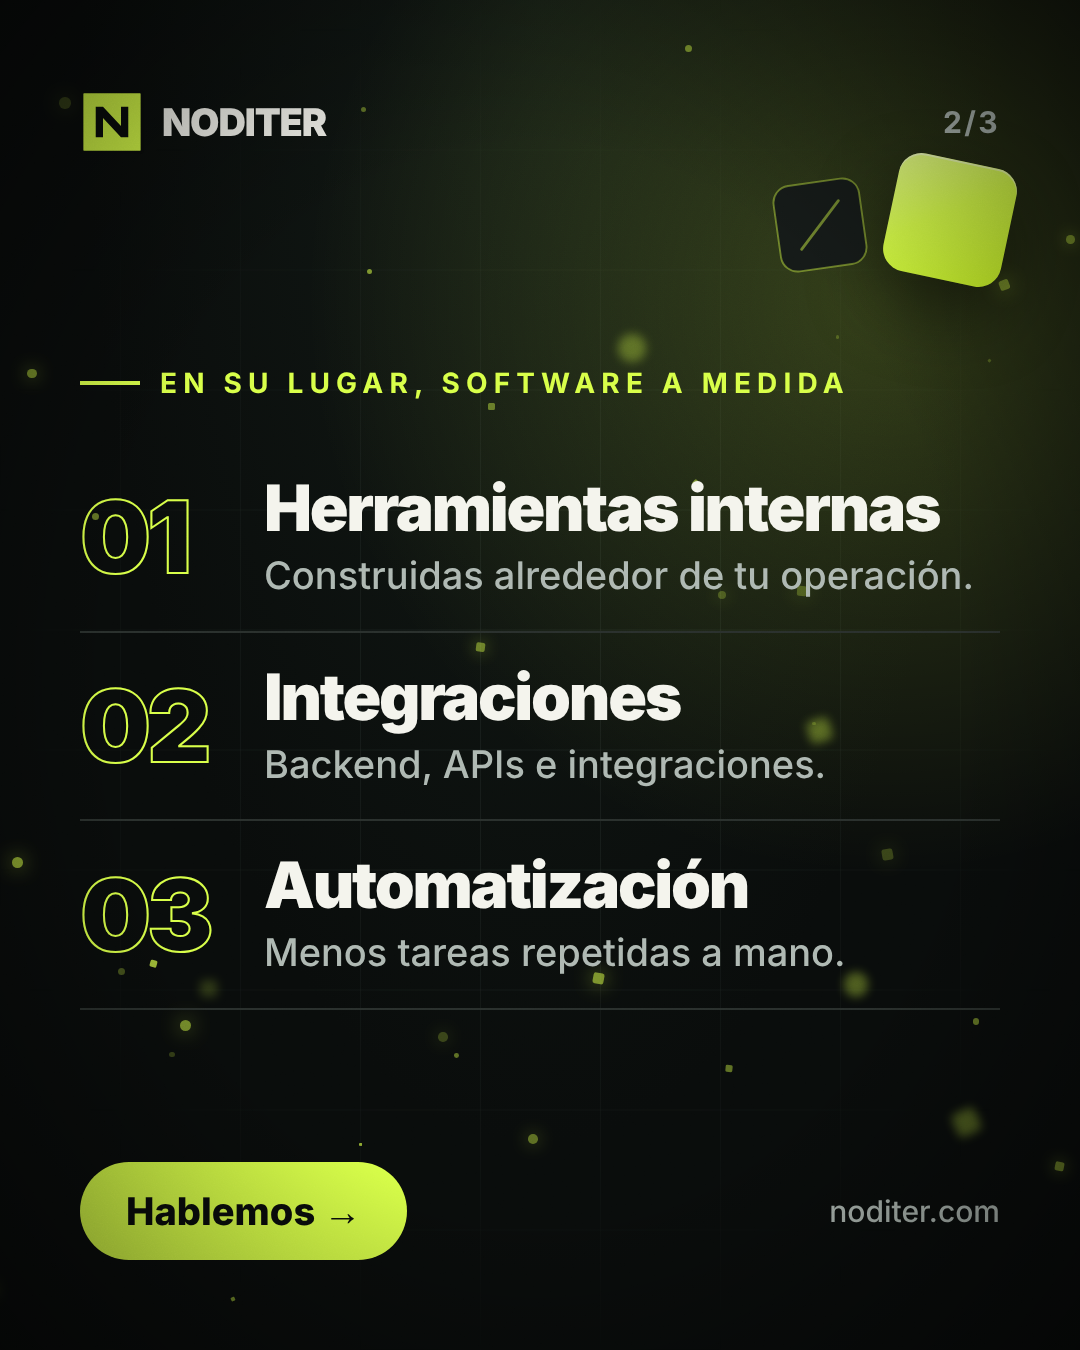 N NODITER
2/3
EN SU LUGAR, SOFTWARE A MEDIDA
01 Herramientas internas
Construidas alrededor de tu operación.
02 Integraciones
Backend, APIs e integraciones.
03 Automatización
Menos tareas repetidas a mano.
Hablemos →
noditer.com